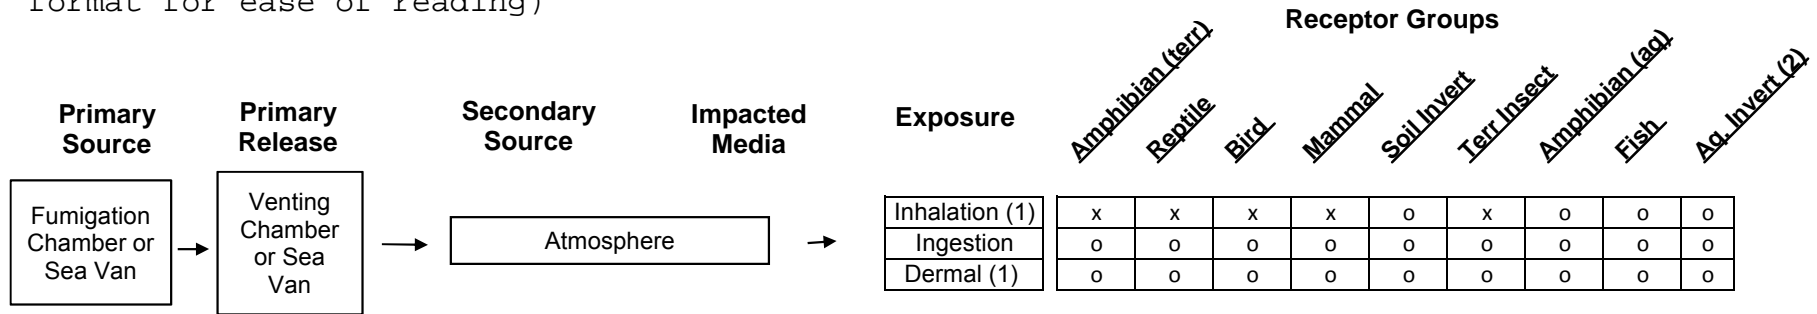 format for ease of reading)
Receptor Groups
Primary
Source
Primary
Release
Secondary
Source
Impacted
Media
Exposure
Amphibian (terr)
Reptile
Bird
Mammal
Soil Invert
Terr Insect
Amphibian (aq)
Fish
Aq. Invert (2)
Fumigation
Chamber or
Sea Van
Venting
Chamber
or Sea
Van
Atmosphere
Inhalation (1) x x x x o x o o o
Ingestion o o o o o o o o o
Dermal (1) o o o o o o o o o